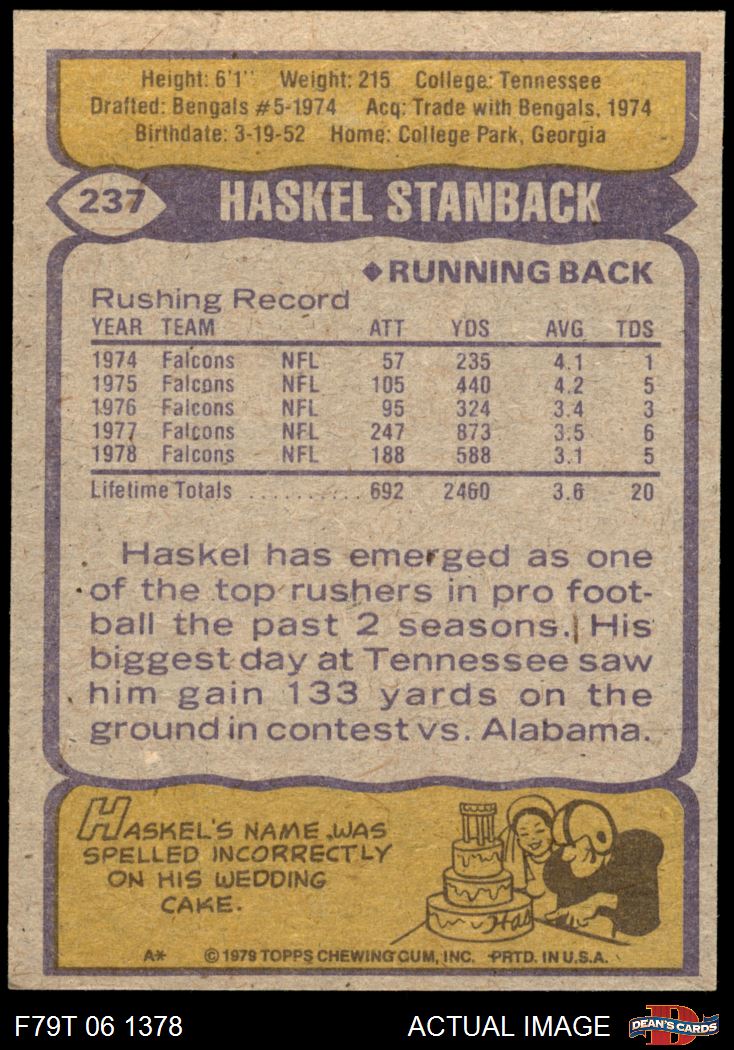 Height: 6'1'' Weight: 215 College: Tennessee
Drafted: Bengals #5-1974 Acq: Trade with Bengals, 1974
Birthdate: 3-19-52 Home: College Park, Georgia
237 HASKEL STANBACK
◆RUNNING BACK
Rushing Record
YEAR TEAM ATT YDS AVG TDS
1974 Falcons NFL 57 235 4.1 1
1975 Falcons NFL 105 440 4.2 5
1976 Falcons NFL 95 324 3.4 3
1977 Falcons NFL 247 873 3.5 6
1978 Falcons NFL 188 588 3.1 5
Lifetime Totals .......... 692 2460 3.6 20
Haskel has emerged as one
of the top rushers in pro foot-
ball the past 2 seasons. His
biggest day at Tennessee saw
him gain 133 yards on the
ground in contest vs. Alabama.
HASKEL'S NAME WAS
SPELLED INCORRECTLY
ON HIS WEDDING
CAKE.
Has
A* © 1979 TOPPS CHEWING GUM, INC. PRTD. IN U.S.A.
F79T 06 1378 ACTUAL IMAGE D DEAN'S CARDS